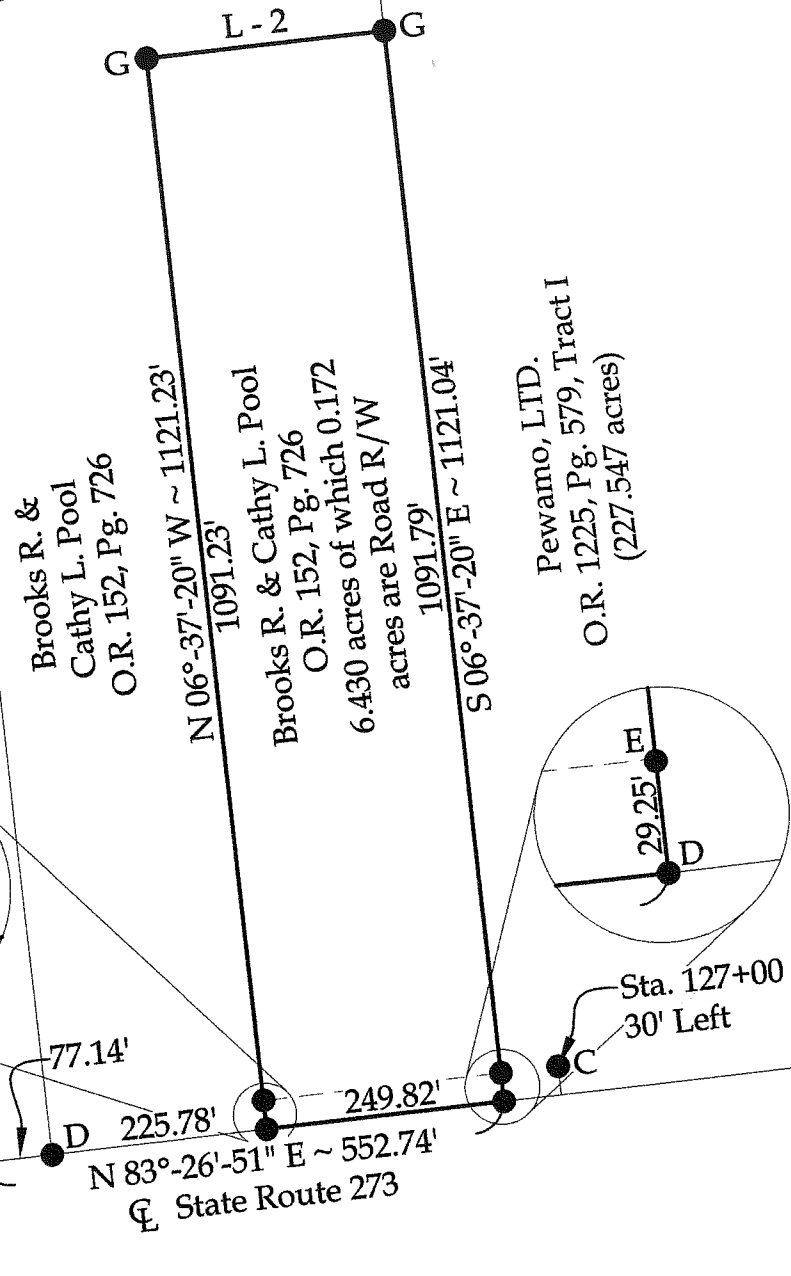 L - 2
G
G
Brooks R. &
Cathy L. Pool
O.R. 152, Pg. 726
N 06°-37'-20" W ~ 1121.23'
1091.23'
Brooks R. & Cathy L. Pool
O.R. 152, Pg. 726
6.430 acres of which 0.172
acres are Road R/W
1091.79'
S 06°-37'-20" E ~ 1121.04'
Pewamo, LTD.
O.R. 1225, Pg. 579, Tract I
(227.547 acres)
E
29.25'
D
Sta. 127+00
30' Left
C
77.14'
D
225.78'
249.82'
N 83°-26'-51" E ~ 552.74'
℄ State Route 273